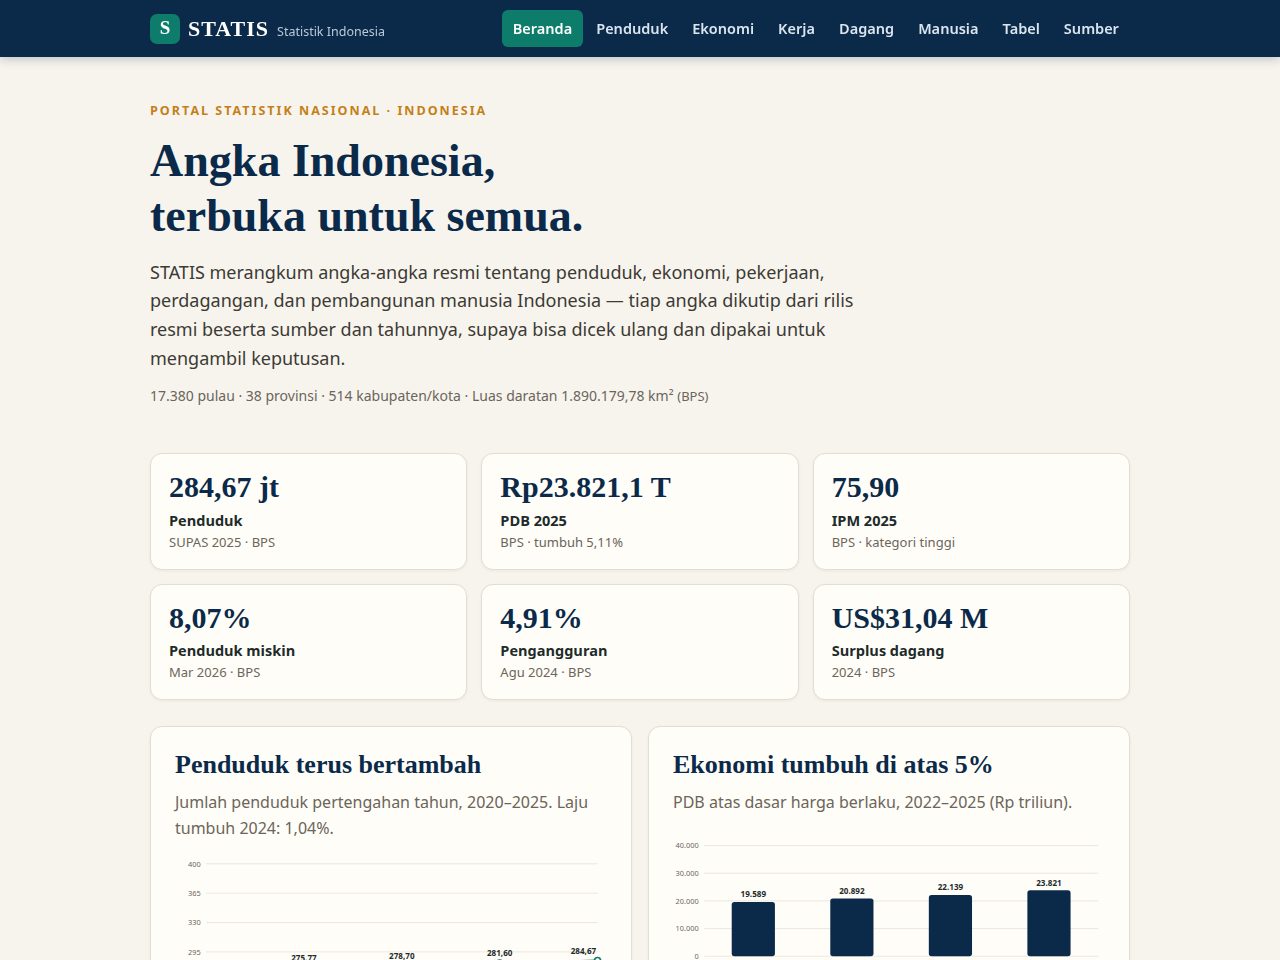 S STATIS Statistik Indonesia
Beranda Penduduk Ekonomi Kerja Dagang Manusia Tabel Sumber
PORTAL STATISTIK NASIONAL · INDONESIA
Angka Indonesia,
terbuka untuk semua.
STATIS merangkum angka-angka resmi tentang penduduk, ekonomi, pekerjaan,
perdagangan, dan pembangunan manusia Indonesia — tiap angka dikutip dari rilis
resmi beserta sumber dan tahunnya, supaya bisa dicek ulang dan dipakai untuk
mengambil keputusan.
17.380 pulau · 38 provinsi · 514 kabupaten/kota · Luas daratan 1.890.179,78 km² (BPS)
284,67 jt
Penduduk
SUPAS 2025 · BPS
Rp23.821,1 T
PDB 2025
BPS · tumbuh 5,11%
75,90
IPM 2025
BPS · kategori tinggi
8,07%
Penduduk miskin
Mar 2026 · BPS
4,91%
Pengangguran
Agu 2024 · BPS
US$31,04 M
Surplus dagang
2024 · BPS
Penduduk terus bertambah
Jumlah penduduk pertengahan tahun, 2020–2025. Laju
tumbuh 2024: 1,04%.
400
365
330
295
275,77
278,70
281,60
284,67
Ekonomi tumbuh di atas 5%
PDB atas dasar harga berlaku, 2022–2025 (Rp triliun).
40.000
30.000
20.000
10.000
0
19.589
20.892
22.139
23.821